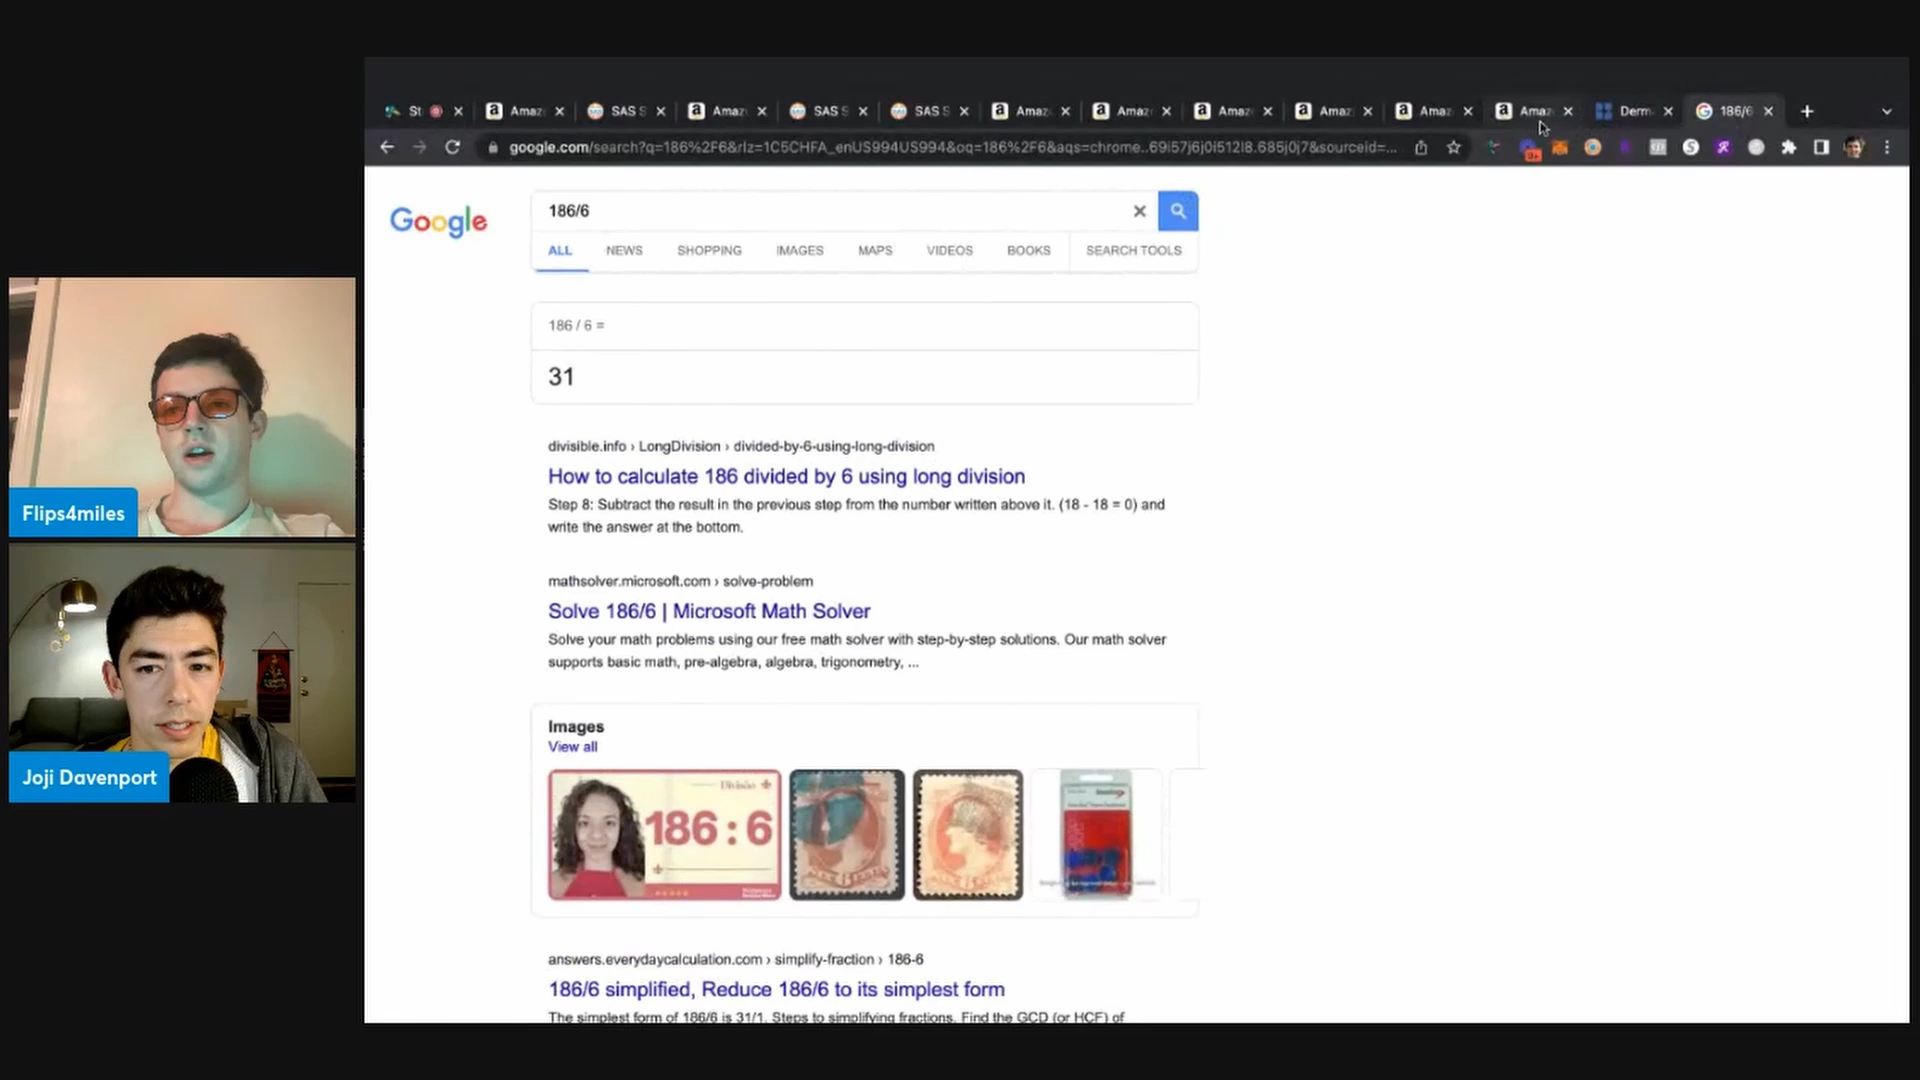 St
Amaz
SAS S
Amaz
SAS S
SAS S
Amaz
Amaz
Amaz
Amaz
Amaz
Amaz
Derm
186/6
google.com/search?q=186%2F6&rlz=1C5CHFA_enUS994US994&oq=186%2F6&aqs=chrome..69i57j6j0i512l8.685j0j7&sourceid=...
9+
Google
186/6
ALL NEWS SHOPPING IMAGES MAPS VIDEOS BOOKS SEARCH TOOLS
186 / 6 =
31
divisible.info › LongDivision › divided-by-6-using-long-division
How to calculate 186 divided by 6 using long division
Step 8: Subtract the result in the previous step from the number written above it. (18 - 18 = 0) and
write the answer at the bottom.
mathsolver.microsoft.com › solve-problem
Solve 186/6 | Microsoft Math Solver
Solve your math problems using our free math solver with step-by-step solutions. Our math solver
supports basic math, pre-algebra, algebra, trigonometry, ...
Images
View all
Divisão
186 : 6
answers.everydaycalculation.com › simplify-fraction › 186-6
186/6 simplified, Reduce 186/6 to its simplest form
The simplest form of 186/6 is 31/1. Steps to simplifying fractions. Find the GCD (or HCF) of
Flips4miles
Joji Davenport